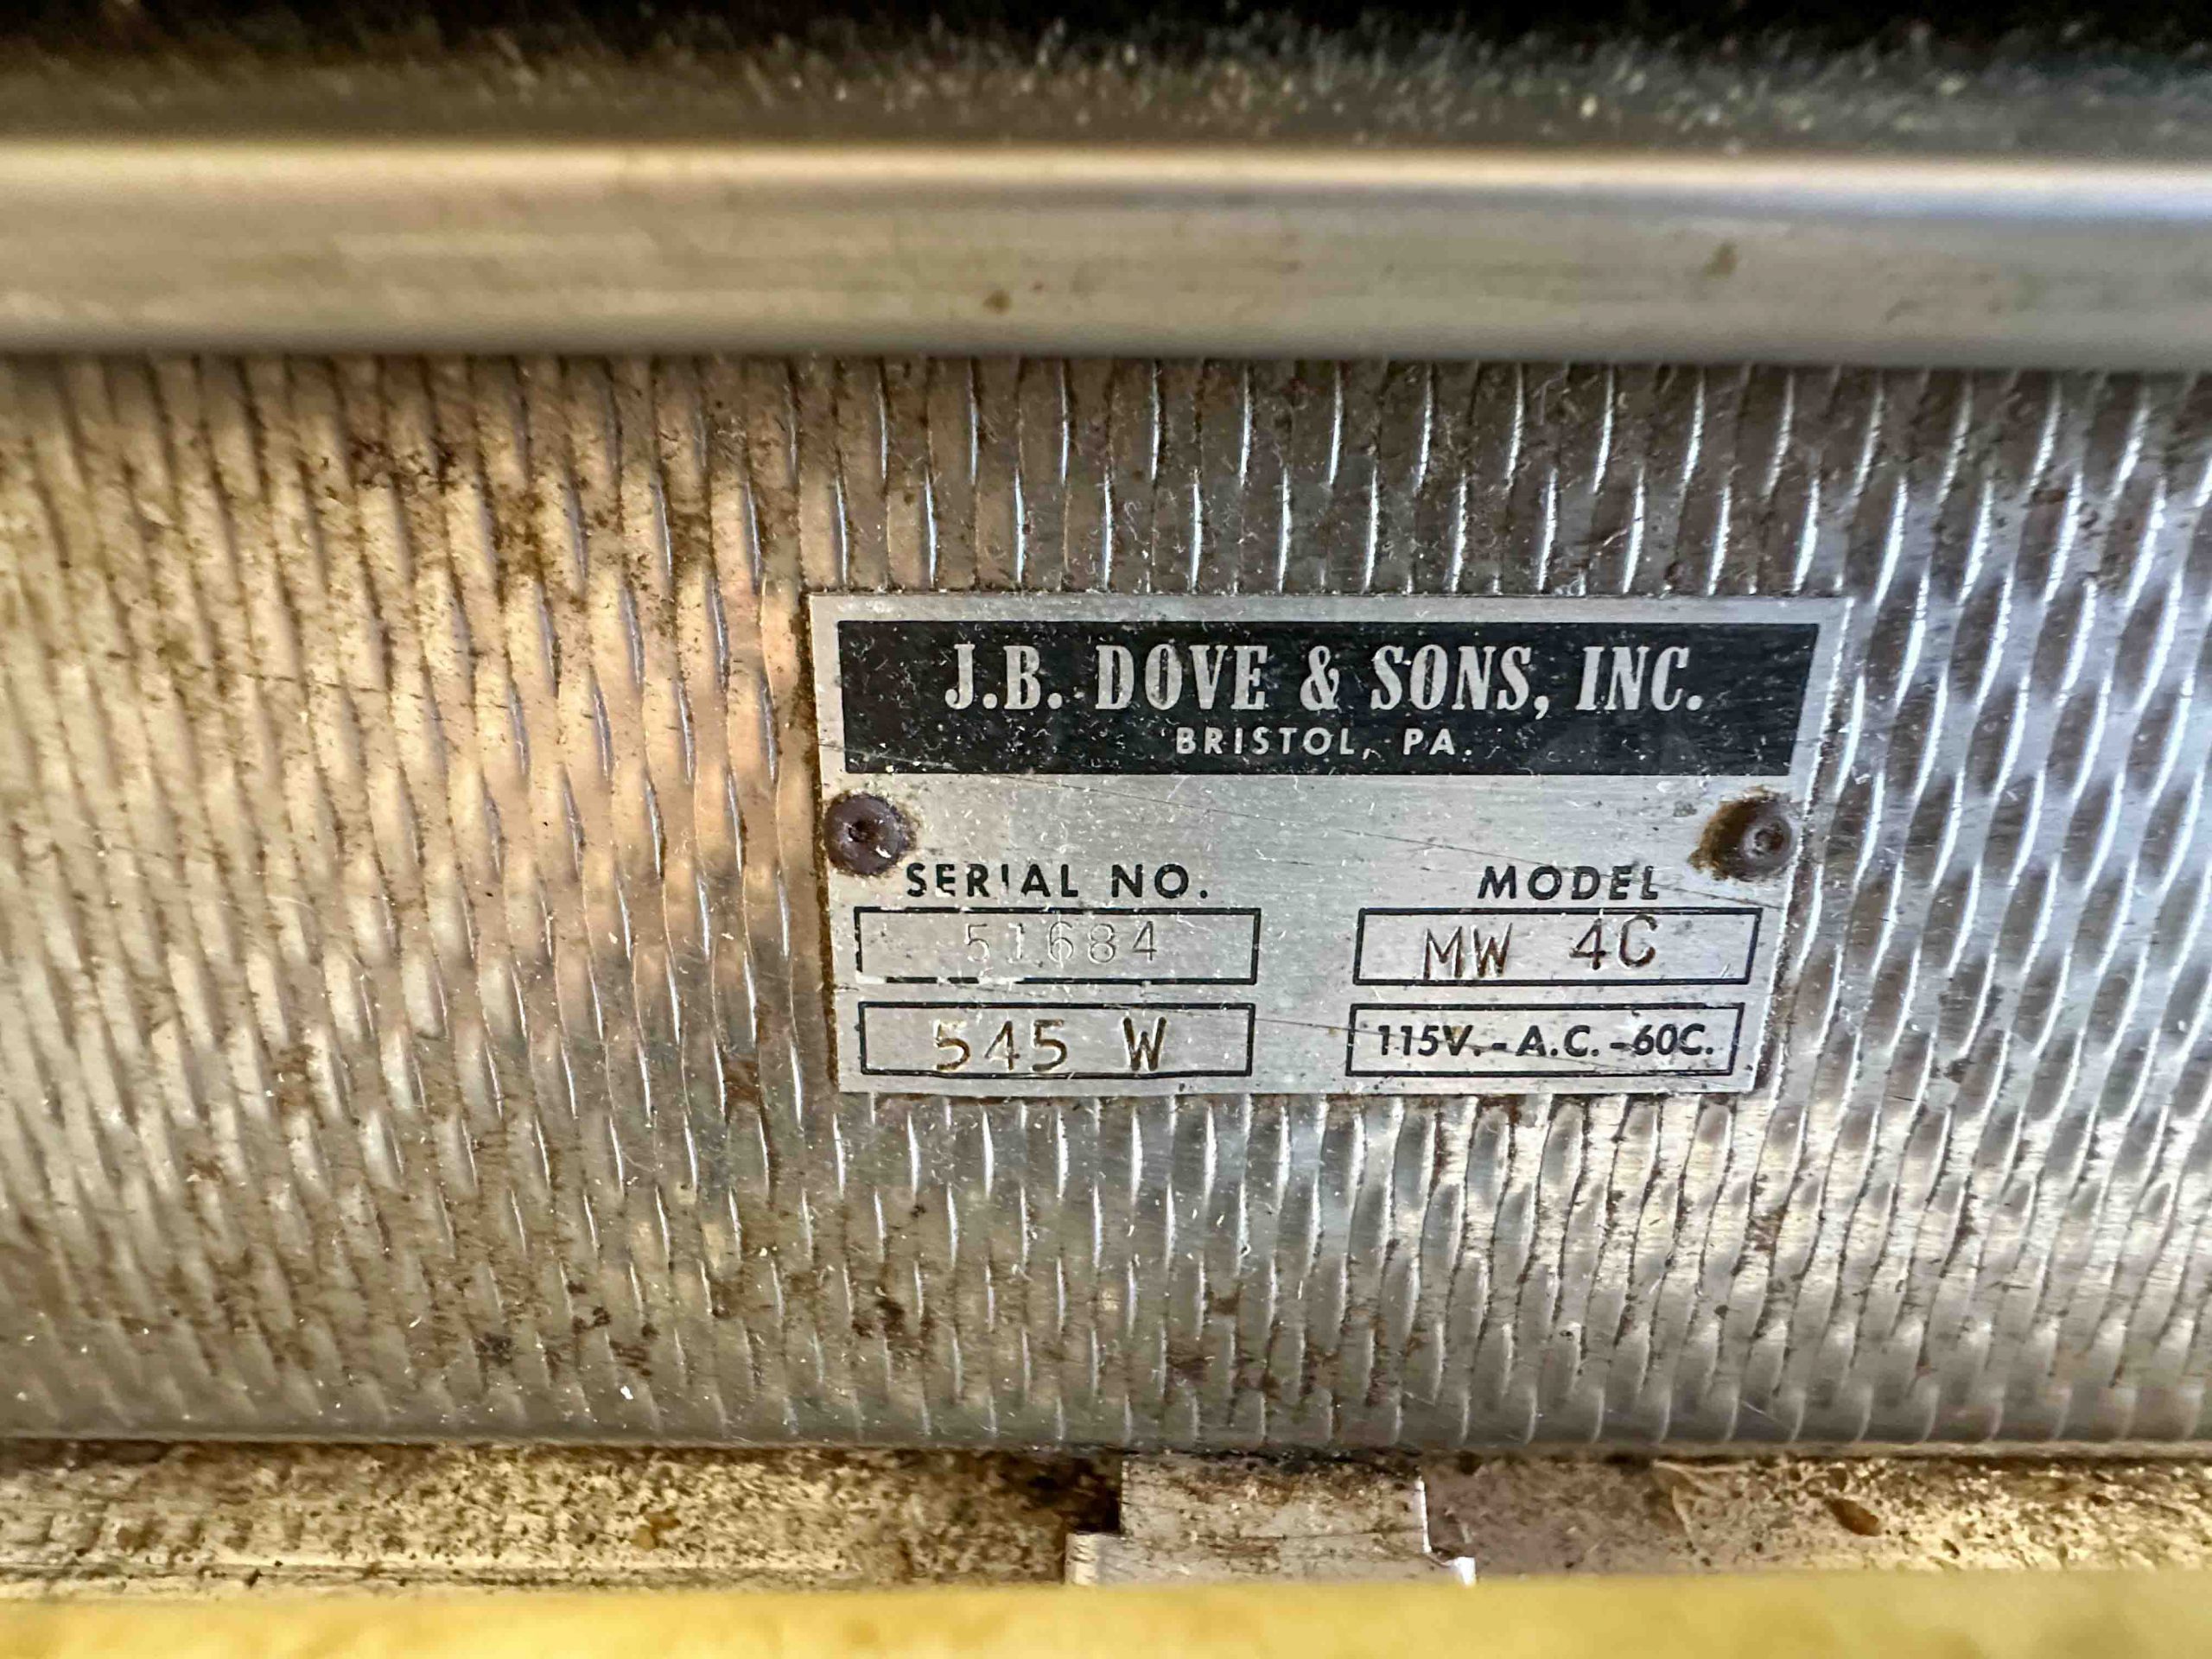 J.B. DOVE & SONS, INC.
BRISTOL, PA.
SERIAL NO. MODEL
51684 MW 4C
545 W 115V.-A.C.-60C.